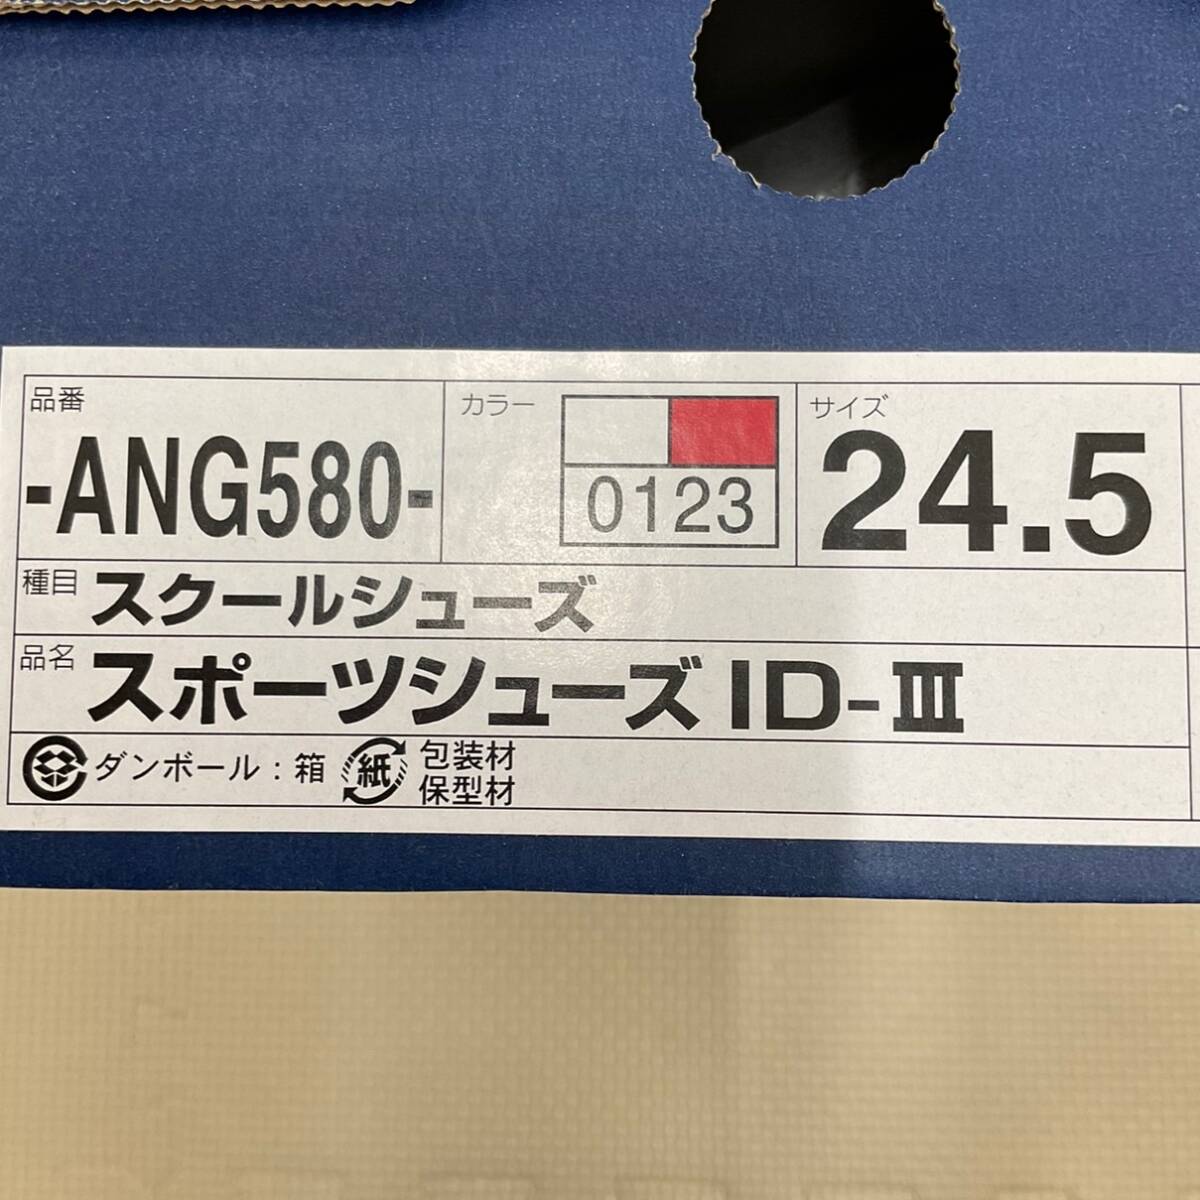 品番
-ANG580-
カラー
0123
サイズ
24.5
種目 スクールシューズ
品名 スポーツシューズ ID-Ⅲ
ダンボール：箱 紙 包装材
保型材